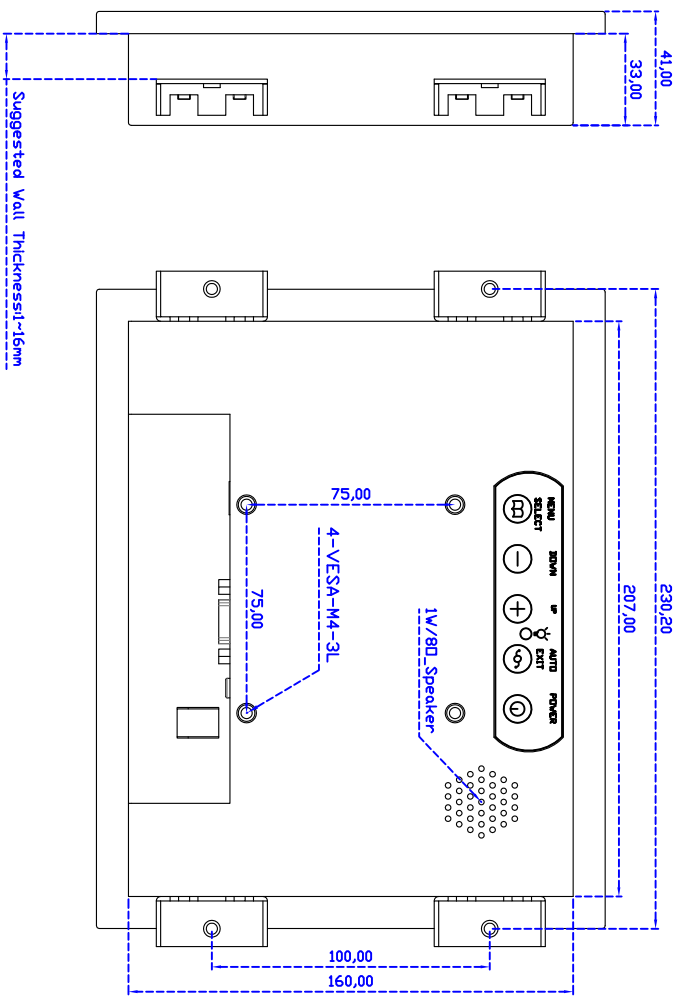 41,00
33,00
Suggested Wall Thickness:1~16mm
230,20
207,00
MENU
SELECT
DOWN
UP
AUTO
EXIT
POWER
75,00
75,00
4-VESA-M4-3L
1W/8Ω_Speaker
100,00
160,00